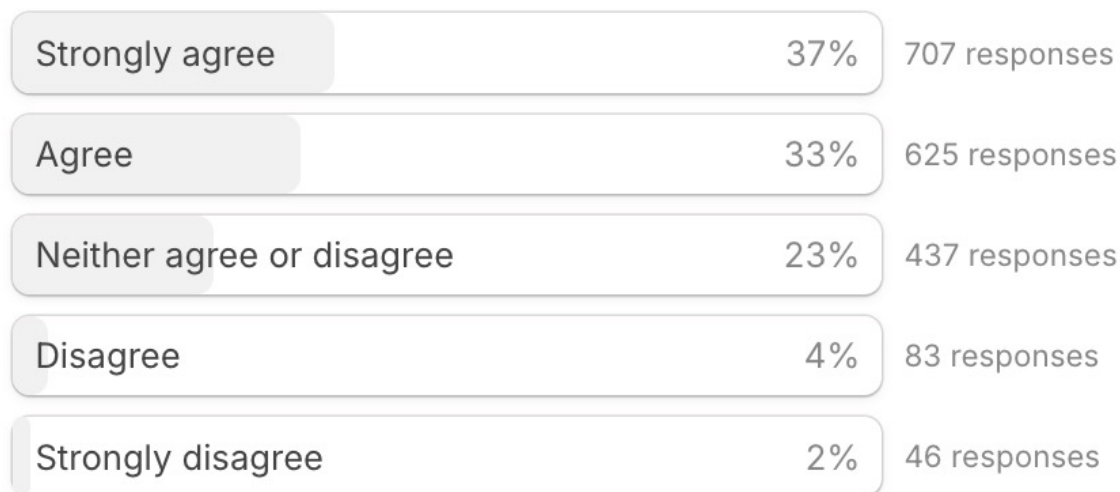 Strongly agree 37% 707 responses
Agree 33% 625 responses
Neither agree or disagree 23% 437 responses
Disagree 4% 83 responses
Strongly disagree 2% 46 responses